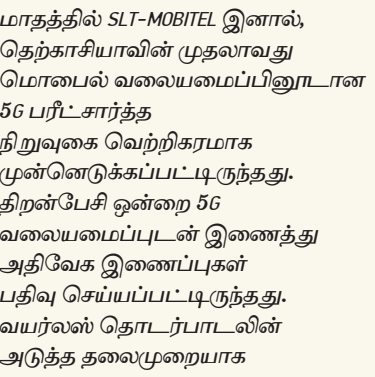 மாதத்தில் SLT-MOBITEL இனால்,
தெற்காசியாவின் முதலாவது
மொபைல் வலையமைப்பினூடான
5G பரீட்சார்த்த
நிறுவுகை வெற்றிகரமாக
முன்னெடுக்கப்பட்டிருந்தது.
திறன்பேசி ஒன்றை 5G
வலையமைப்புடன் இணைத்து
அதிவேக இணைப்புகள்
பதிவு செய்யப்பட்டிருந்தது.
வயர்லஸ் தொடர்பாடலின்
அடுத்த தலைமுறையாக